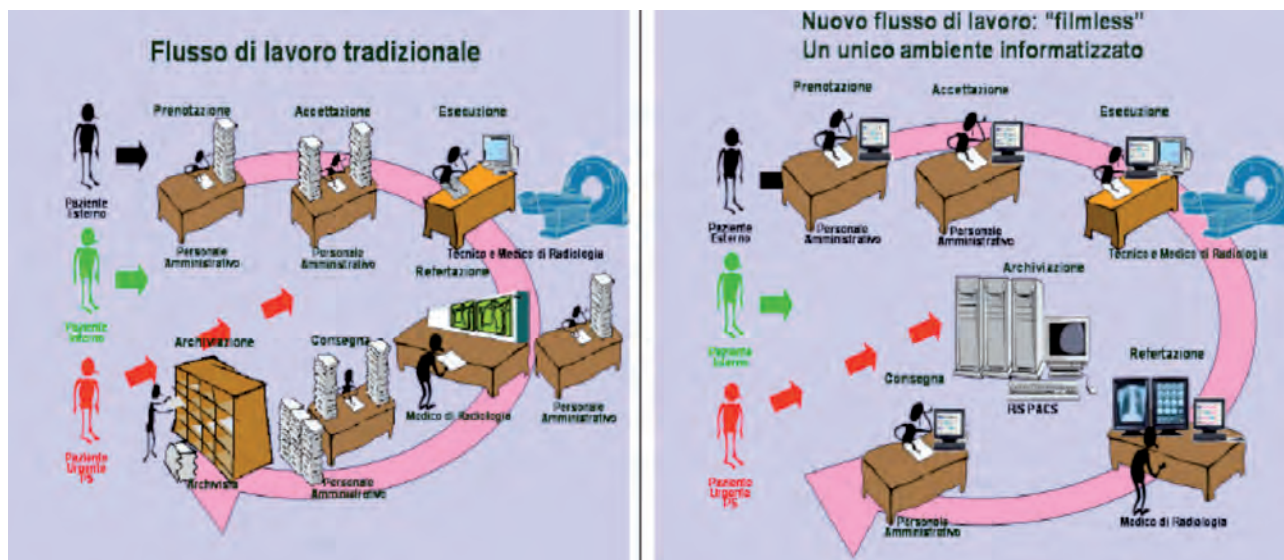 Flusso di lavoro tradizionale
Prenotazione
Accettazione
Esecuzione
Paziente
Esterno
Personale
Amministrativo
Personale
Amministrativo
Tecnico e Medico di Radiologia
Refertazione
Paziente
Interno
Archiviazione
Consegna
Medico di Radiologia
Personale
Amministrativo
Paziente
Urgente
PS
Archivista
Personale
Amministrativo
Nuovo flusso di lavoro: "filmless"
Un unico ambiente informatizzato
Prenotazione
Accettazione
Esecuzione
Paziente
Esterno
Personale
Amministrativo
Personale
Amministrativo
Tecnico e Medico di Radiologia
Archiviazione
Paziente
Refertazione
Consegna
RIS PACS
Paziente
Urgente
PS
Personale
Amministrativo
Medico di Radiologia